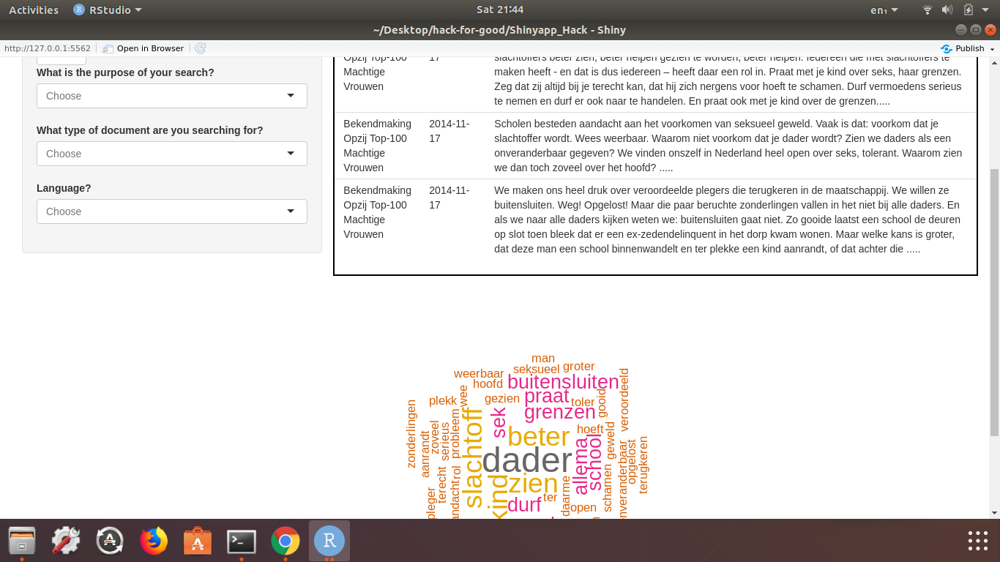 Activities
RStudio
Sat 21:44
en₁
~/Desktop/hack-for-good/Shinyapp_Hack - Shiny
http://127.0.0.1:5562
Open in Browser
Publish
What is the purpose of your search?
Choose
What type of document are you searching for?
Choose
Language?
Choose
Opzij Top-100 17 slachtoffers beter zien, beter helpen gezien te worden, beter helpen. Iedereen die met slachtoffers te
Machtige maken heeft - en dat is dus iedereen – heeft daar een rol in. Praat met je kind over seks, haar grenzen.
Vrouwen Zeg dat zij altijd bij je terecht kan, dat hij zich nergens voor hoeft te schamen. Durf vermoedens serieus
te nemen en durf er ook naar te handelen. En praat ook met je kind over de grenzen.....
Bekendmaking 2014-11- Scholen besteden aandacht aan het voorkomen van seksueel geweld. Vaak is dat: voorkom dat je
Opzij Top-100 17 slachtoffer wordt. Wees weerbaar. Waarom niet voorkom dat je dader wordt? Zien we daders als een
Machtige onveranderbaar gegeven? We vinden onszelf in Nederland heel open over seks, tolerant. Waarom zien
Vrouwen we dan toch zoveel over het hoofd? .....
Bekendmaking 2014-11- We maken ons heel druk over veroordeelde plegers die terugkeren in de maatschappij. We willen ze
Opzij Top-100 17 buitensluiten. Weg! Opgelost! Maar die paar beruchte zonderlingen vallen in het niet bij alle daders. En
Machtige als we naar alle daders kijken weten we: buitensluiten gaat niet. Zo gooide laatst een school de deuren
Vrouwen op slot toen bleek dat er een ex-zedendelinquent in het dorp kwam wonen. Maar welke kans is groter,
dat deze man een school binnenwandelt en ter plekke een kind aanrandt, of dat achter die .....
man
seksueel
groter
weerbaar
hoofd
buitensluiten
wee
plekk
gezien
praat
toler
gooid
veroordeeld
grenzen
zonderlingen
aanrandt
zoveel
serieus
probleem
slachtoff
sek
beter
hoeft
geweld
dader
allema
school
onveranderbaar
opgelost
terugkeren
terecht
rol
zien
schamen
pleger
andacht
kind
durf
ter
daarme
open
R